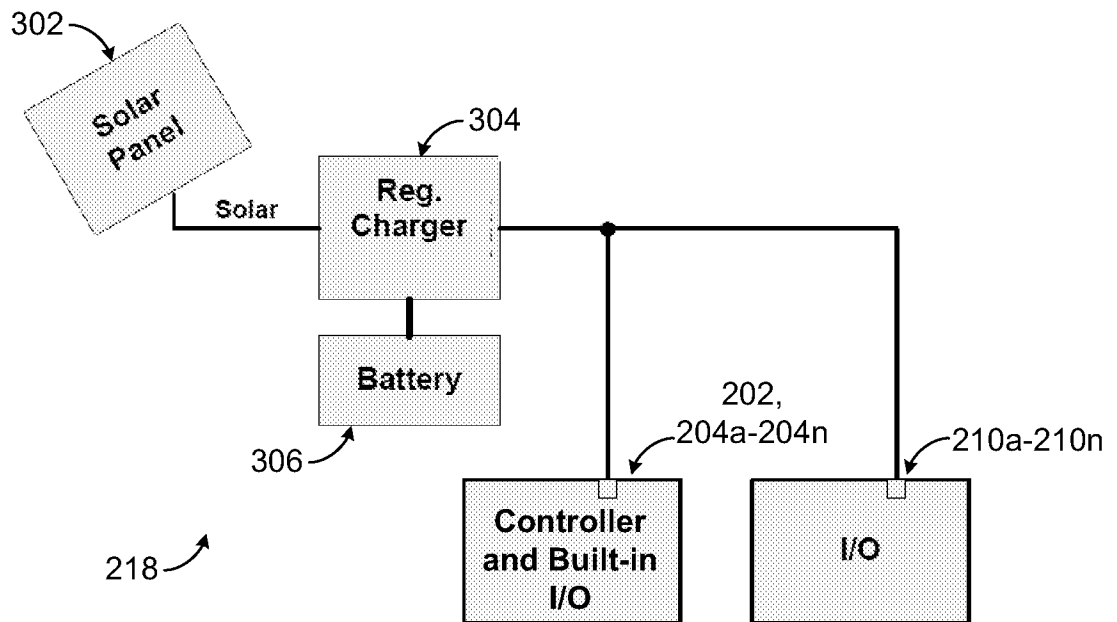 302
Solar
Panel
304
Solar
Reg.
Charger
Battery
306
202,
204a-204n
210a-210n
Controller
and Built-in
I/O
I/O
218